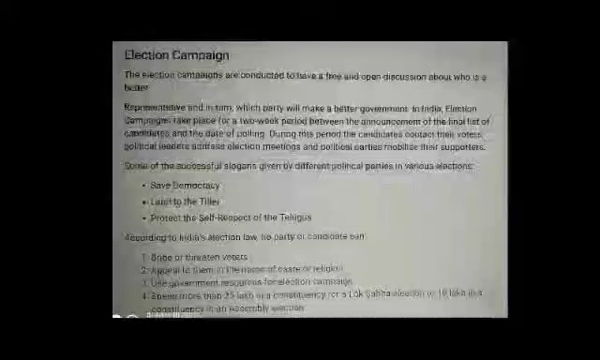 Election Campaign
The election campaigns are conducted to have a free and open discussion about who is a
better
Representative and in turn, which party will make a better government. In India, Election
Campaigns take place for a two-week period between the announcement of the final list of
candidates and the date of polling. During this period the candidates contact their voters,
political leaders address election meetings and political parties mobilise their supporters.
Some of the successful slogans given by different political parties in various elections:
• Save Democracy
• Land to the Tiller
• Protect the Self-Respect of the Telugus
According to India's election law, no party or candidate can:
1. Bribe or threaten voters
2. Appeal to them in the name of caste or religion
3. Use government resources for election campaign
4. Spend more than 25 lakh in a constituency for a Lok Sabha election or 10 lakh in a
constituency in an Assembly election